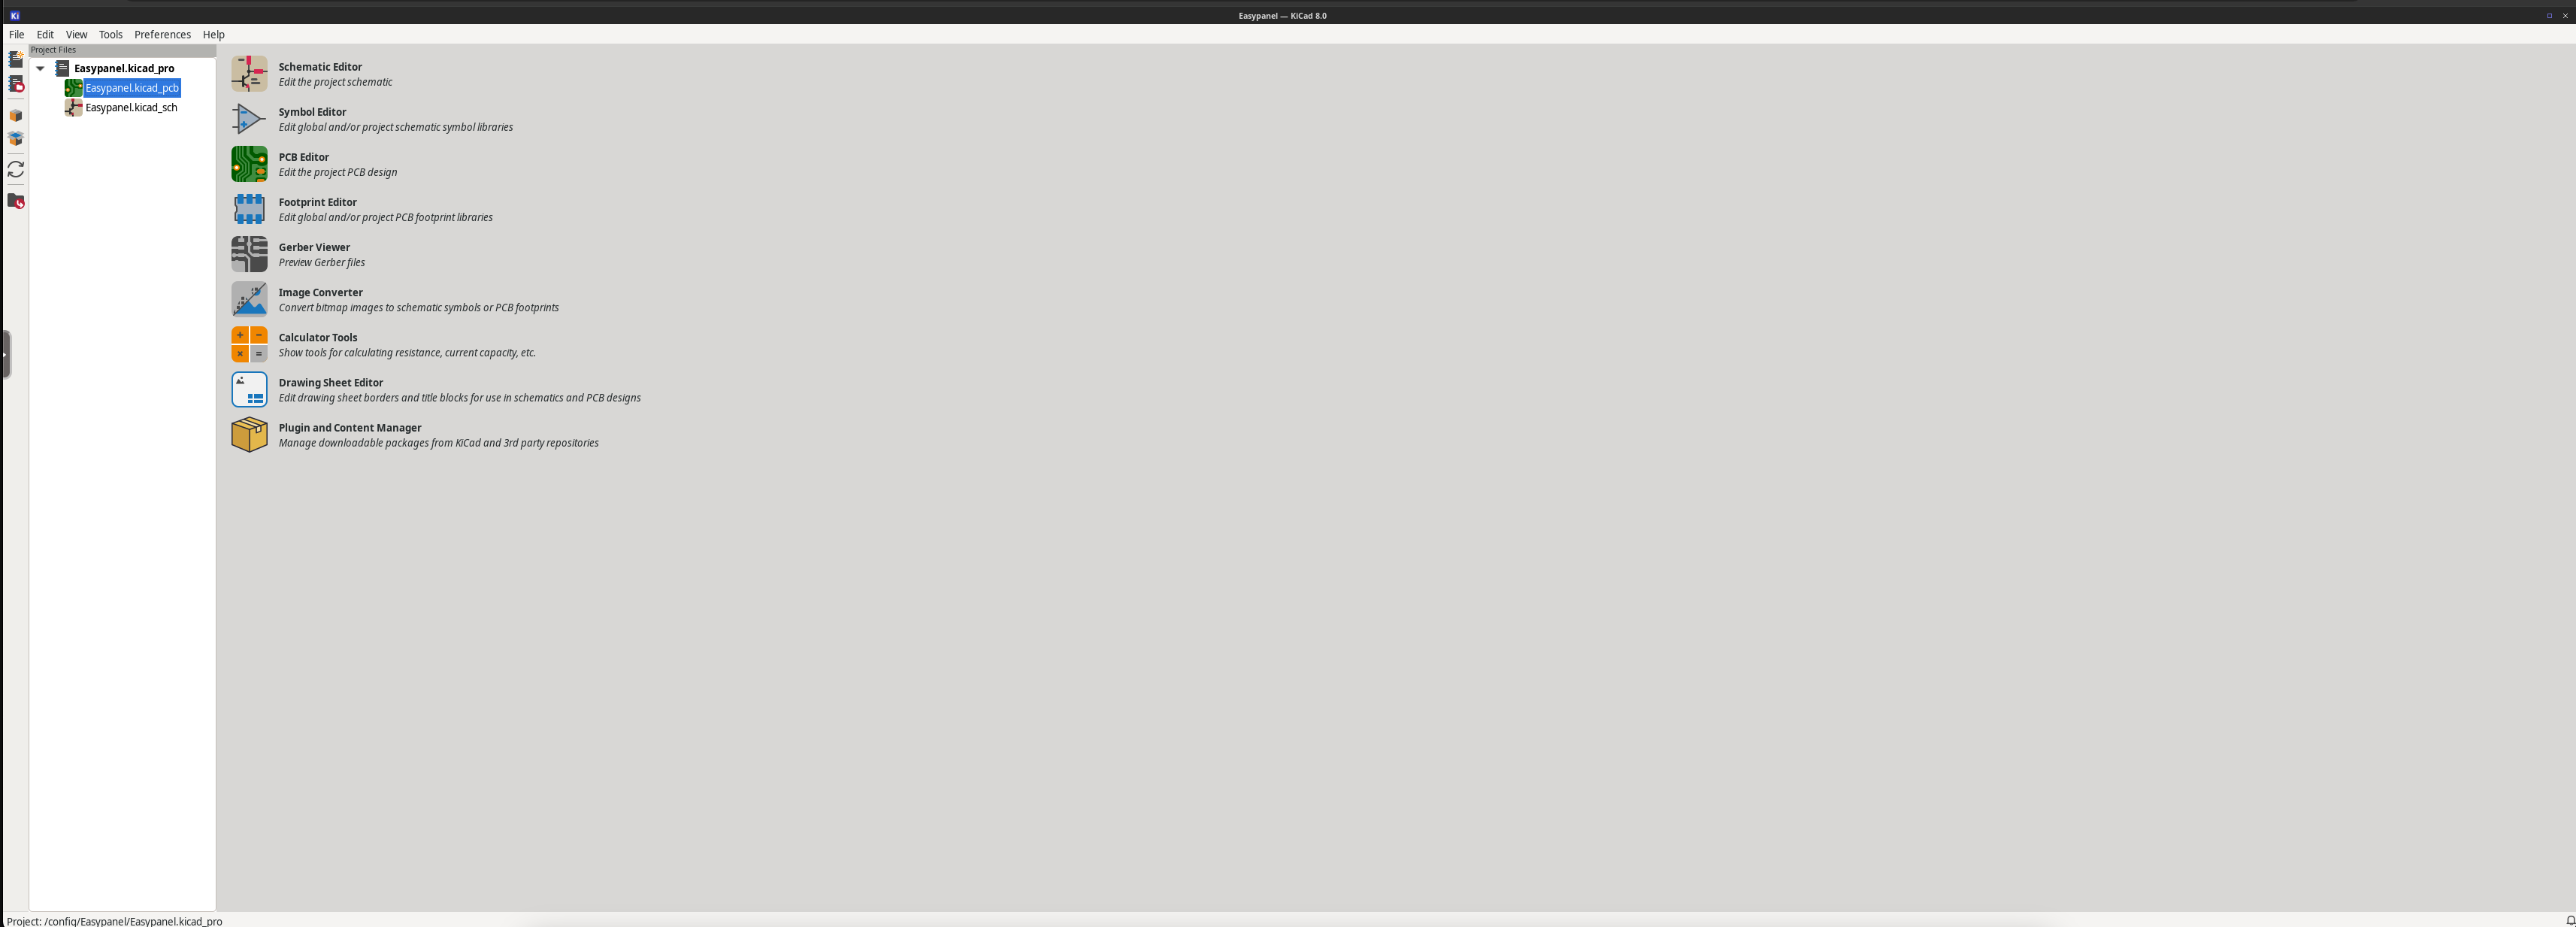 Ki
Easypanel — KiCad 8.0
File Edit View Tools Preferences Help
Project Files
Easypanel.kicad_pro
Easypanel.kicad_pcb
Easypanel.kicad_sch
Schematic Editor
Edit the project schematic
Symbol Editor
Edit global and/or project schematic symbol libraries
PCB Editor
Edit the project PCB design
Footprint Editor
Edit global and/or project PCB footprint libraries
Gerber Viewer
Preview Gerber files
Image Converter
Convert bitmap images to schematic symbols or PCB footprints
Calculator Tools
Show tools for calculating resistance, current capacity, etc.
Drawing Sheet Editor
Edit drawing sheet borders and title blocks for use in schematics and PCB designs
Plugin and Content Manager
Manage downloadable packages from KiCad and 3rd party repositories
Project: /config/Easypanel/Easypanel.kicad_pro